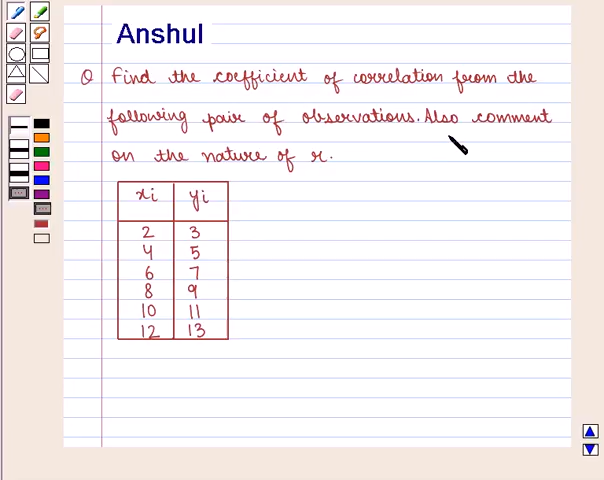 Anshul
Q Find the coefficient of correlation from the
following pair of observations. Also comment
on the nature of r.
xi yi
2 3
4 5
6 7
8 9
10 11
12 13